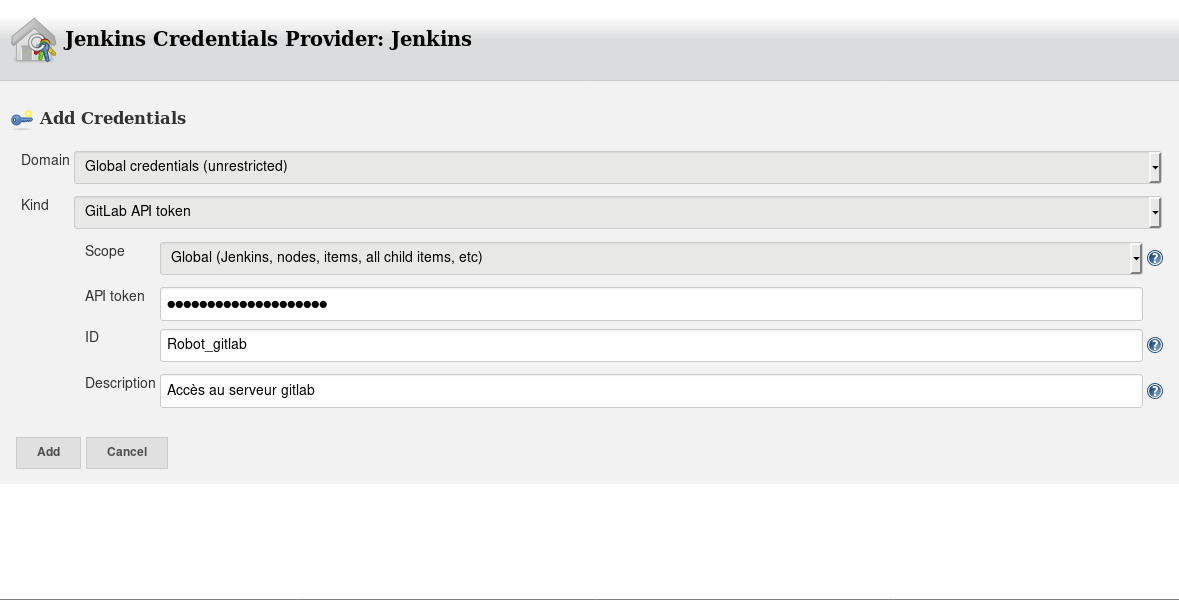 Jenkins Credentials Provider: Jenkins
Add Credentials
Domain Global credentials (unrestricted)
Kind GitLab API token
Scope Global (Jenkins, nodes, items, all child items, etc)
API token ●●●●●●●●●●●●●●●●●●●●
ID Robot_gitlab
Description Accès au serveur gitlab
Add Cancel